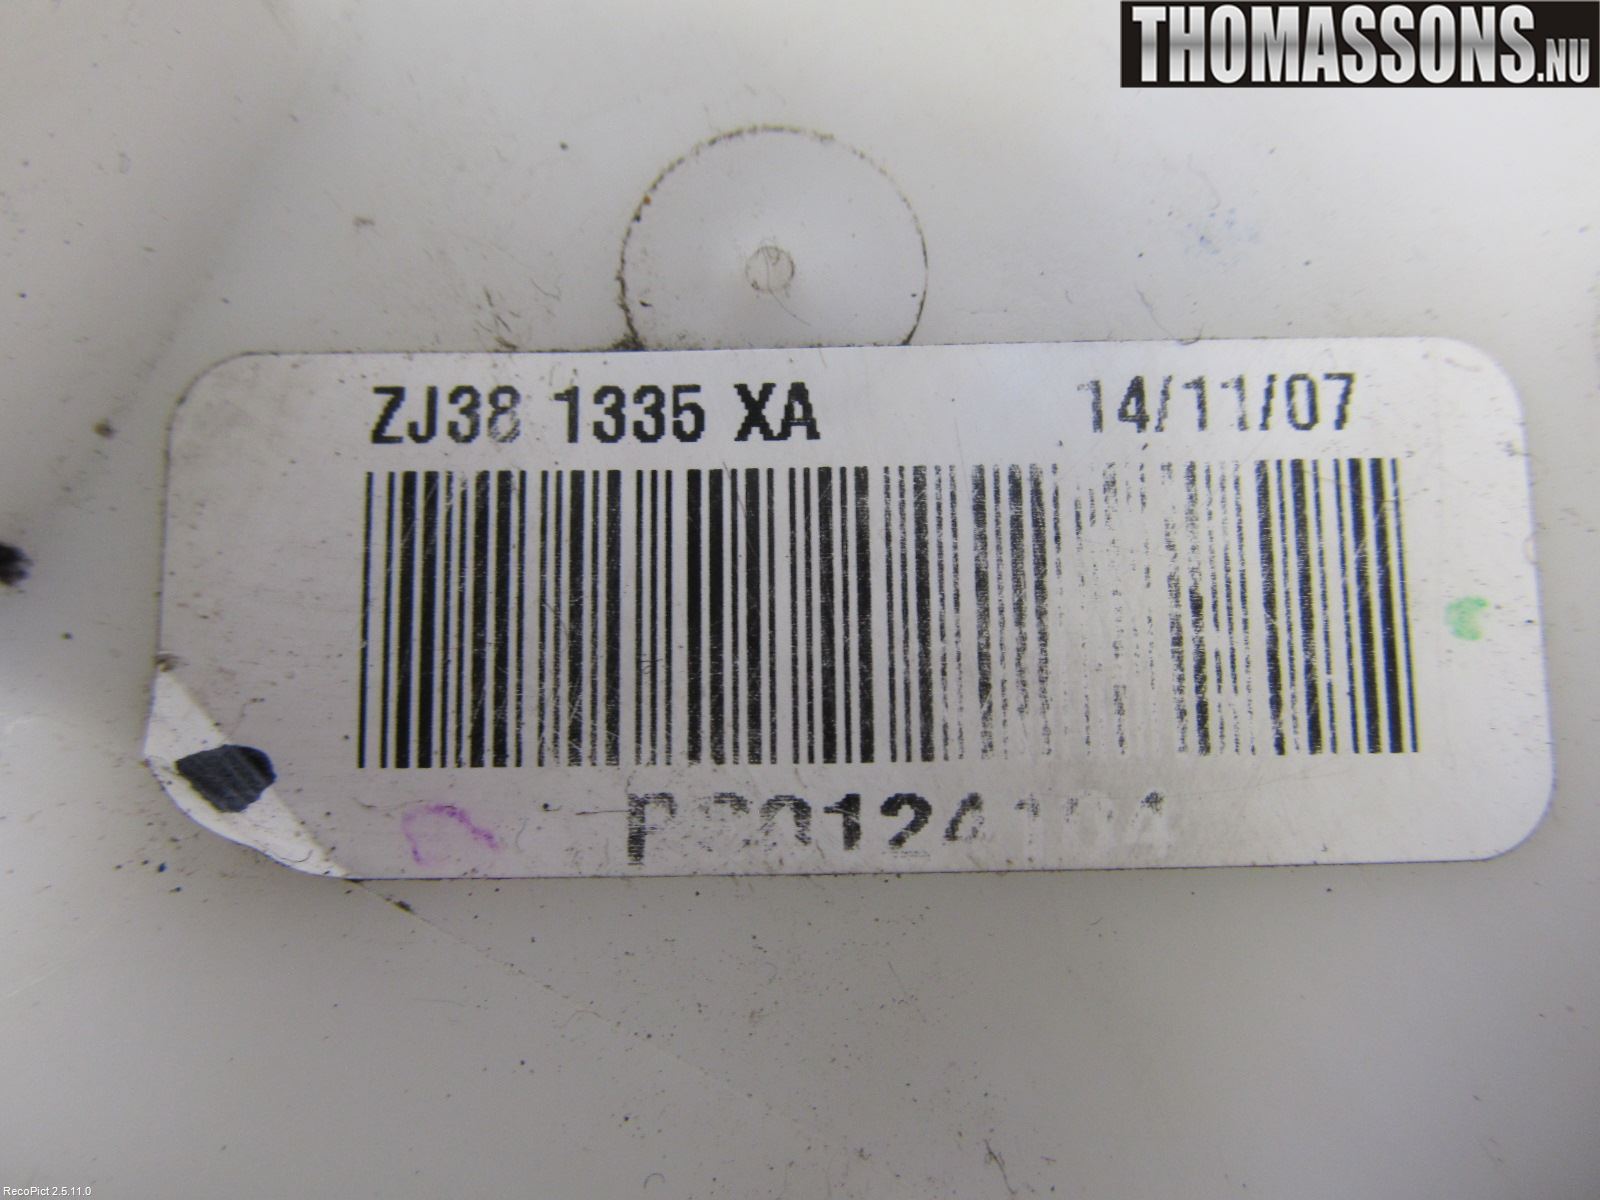 THOMASSONS.NU
ZJ38 1335 XA 14/11/07
RecoPict 2.5.11.0